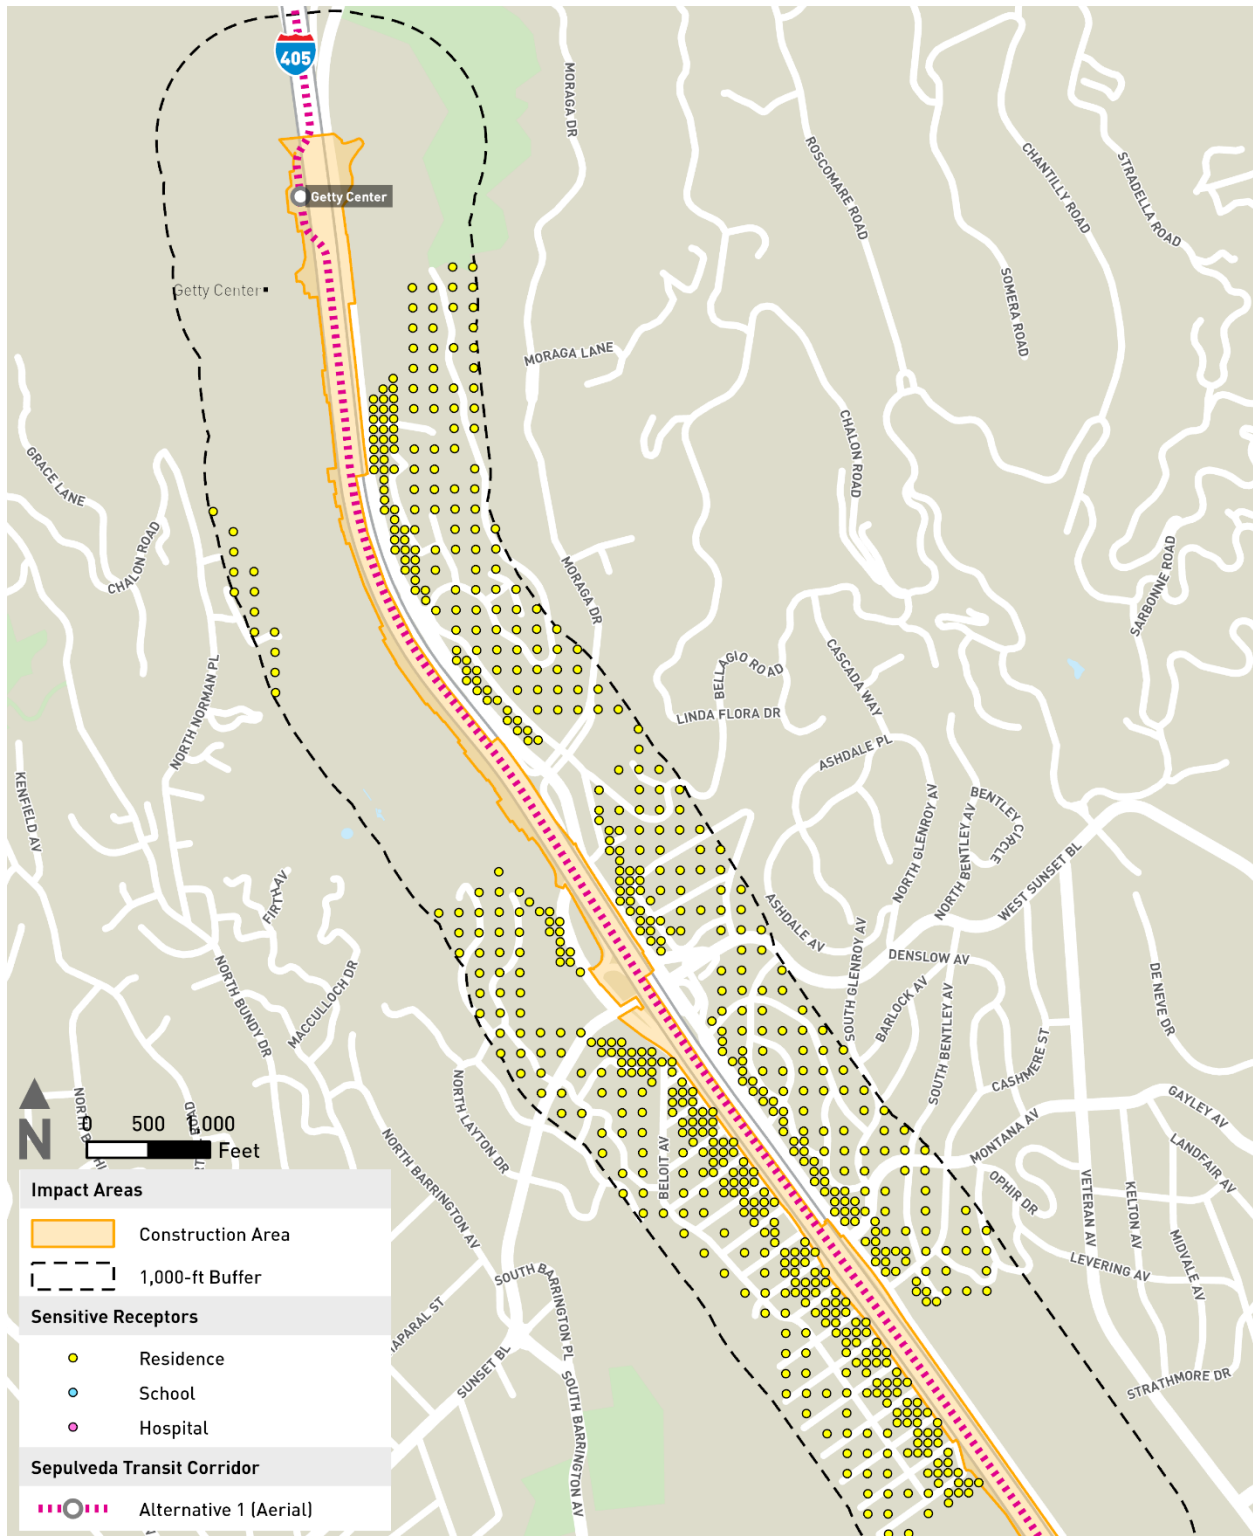 405
MORAGA DR
ROSCOMARE ROAD
CHANTILLY ROAD
STRADELLA ROAD
Getty Center
Getty Center
SOMERA ROAD
MORAGA LANE
CHALON ROAD
GRACE LANE
CHALON ROAD
SARBONNE ROAD
MORAGA DR
NORTH NORMAN PL
BELLAGIO ROAD
CASCADA WAY
LINDA FLORA DR
ASHDALE PL
KENFIELD AV
NORTH GLENROY AV
NORTH BENTLEY AV
BENTLEY CIRCLE
WEST SUNSET BL
FIRTH AV
ASHDALE AV
SOUTH GLENROY AV
DENSLOW AV
NORTH BUNDY DR
MACCULLOCH DR
BARLOCK AV
SOUTH BENTLEY AV
DE NEVE DR
CASHMERE ST
NORTH LAYTON DR
NORTH BARRINGTON AV
BELOIT AV
MONTANA AV
GAYLEY AV
LANDFAIR AV
OPHIR DR
VETERAN AV
KELTON AV
MIDVALE AV
LEVERING AV
STRATHMORE DR
SOUTH BARRINGTON PL
SUNSET BL
SOUTH BARRINGTON AV
N
0 500 1,000
Feet
Impact Areas
Construction Area
1,000-ft Buffer
Sensitive Receptors
Residence
School
Hospital
Sepulveda Transit Corridor
Alternative 1 (Aerial)